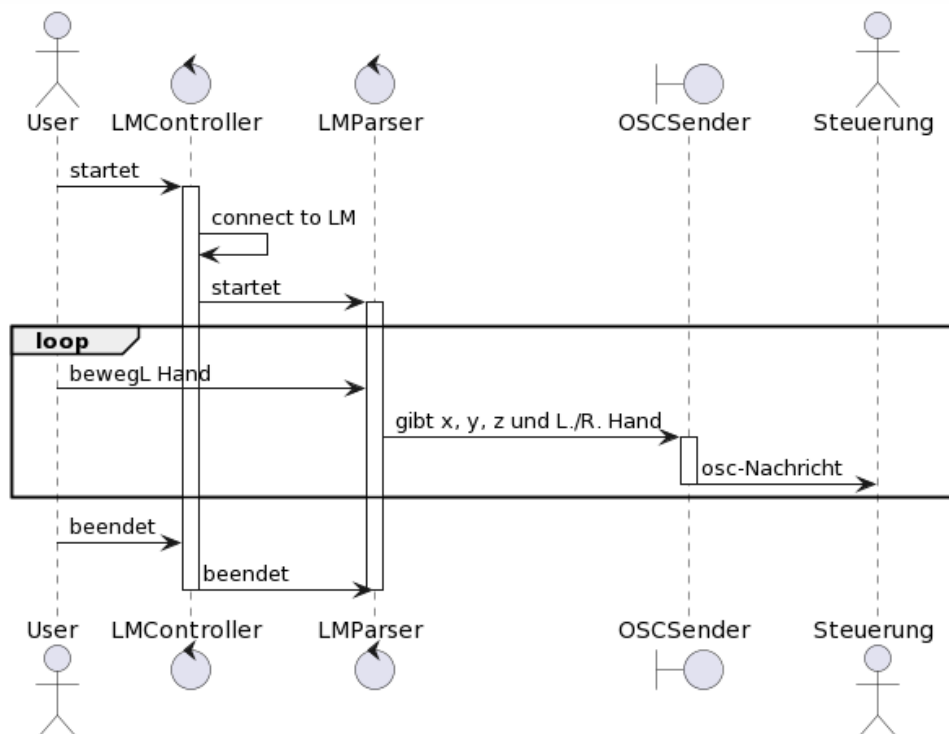 User LMController LMParser OSCSender Steuerung
startet
connect to LM
startet
loop
bewegL Hand
gibt x, y, z und L./R. Hand
osc-Nachricht
beendet
beendet
User LMController LMParser OSCSender Steuerung